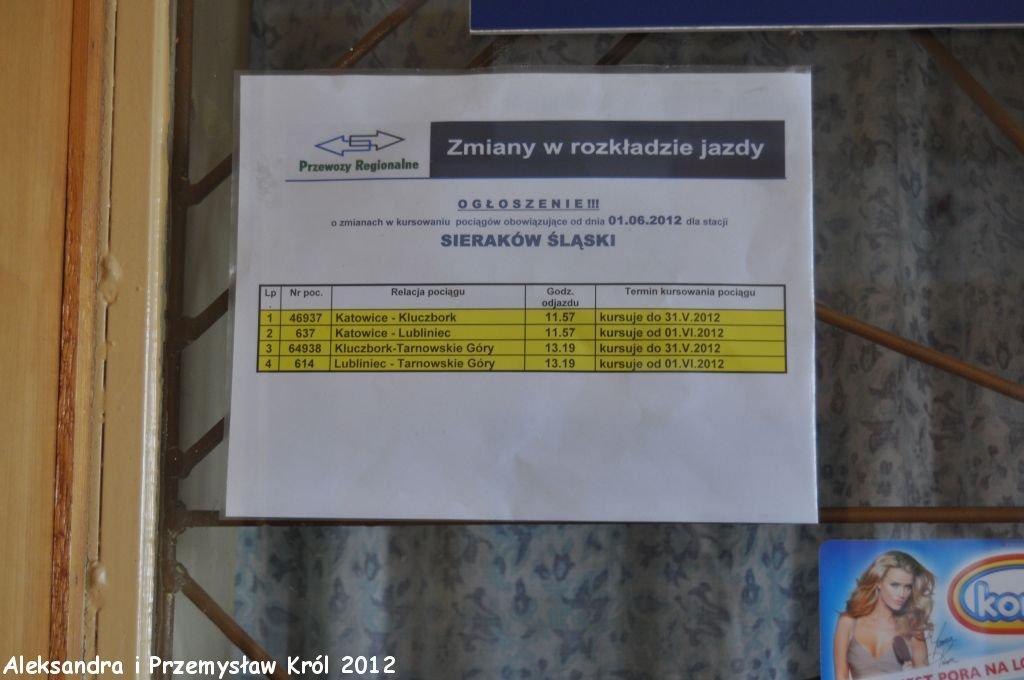 Przewozy Regionalne
Zmiany w rozkładzie jazdy
OGŁOSZENIE!!!
o zmianach w kursowaniu pociągów obowiązujące od dnia 01.06.2012 dla stacji
SIERAKÓW ŚLĄSKI
Lp. Nr poc. Relacja pociągu Godz. odjazdu Termin kursowania pociągu
1 46937 Katowice - Kluczbork 11.57 kursuje do 31.V.2012
2 637 Katowice - Lubliniec 11.57 kursuje od 01.VI.2012
3 64938 Kluczbork-Tarnowskie Góry 13.19 kursuje do 31.V.2012
4 614 Lubliniec - Tarnowskie Góry 13.19 kursuje od 01.VI.2012
PORA NA
Aleksandra i Przemysław Król 2012